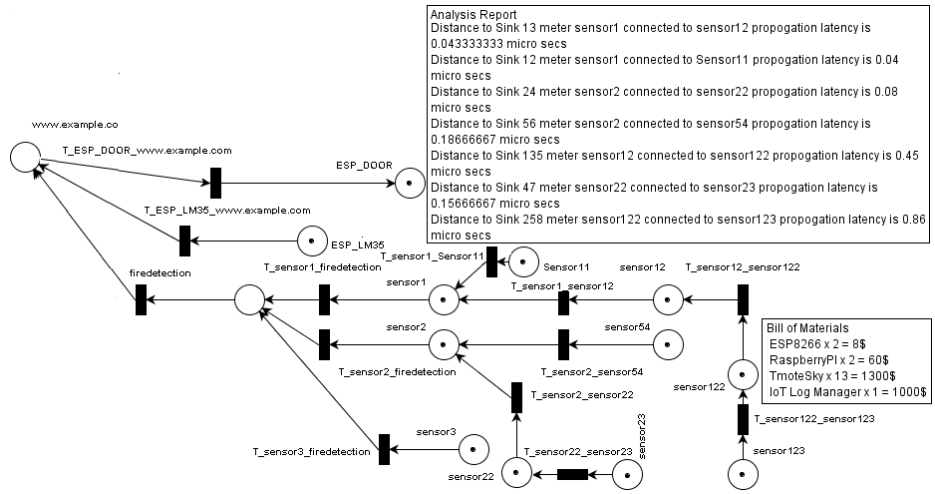 Analysis Report
Distance to Sink 13 meter sensor1 connected to sensor12 propogation latency is
0.043333333 micro secs
Distance to Sink 12 meter sensor1 connected to Sensor11 propogation latency is 0.04
micro secs
Distance to Sink 24 meter sensor2 connected to sensor22 propogation latency is 0.08
micro secs
Distance to Sink 56 meter sensor2 connected to sensor54 propogation latency is
0.18666667 micro secs
Distance to Sink 135 meter sensor12 connected to sensor122 propogation latency is 0.45
micro secs
Distance to Sink 47 meter sensor22 connected to sensor23 propogation latency is
0.15666667 micro secs
Distance to Sink 258 meter sensor122 connected to sensor123 propogation latency is 0.86
micro secs
www.example.co
T_ESP_DOOR_www.example.com
ESP_DOOR
T_ESP_LM35_www.example.com
ESP_LM35
firedetection
T_sensor1_firedetection
T_sensor1_Sensor11
Sensor11
sensor1
T_sensor1_sensor12
sensor12
T_sensor12_sensor122
sensor2
sensor54
T_sensor2_firedetection
T_sensor2_sensor54
Bill of Materials
ESP8266 x 2 = 8$
RaspberryPI x 2 = 60$
TmoteSky x 13 = 1300$
IoT Log Manager x 1 = 1000$
sensor122
T_sensor2_sensor22
T_sensor122_sensor123
sensor3
sensor23
T_sensor3_firedetection
T_sensor22_sensor23
sensor123
sensor22